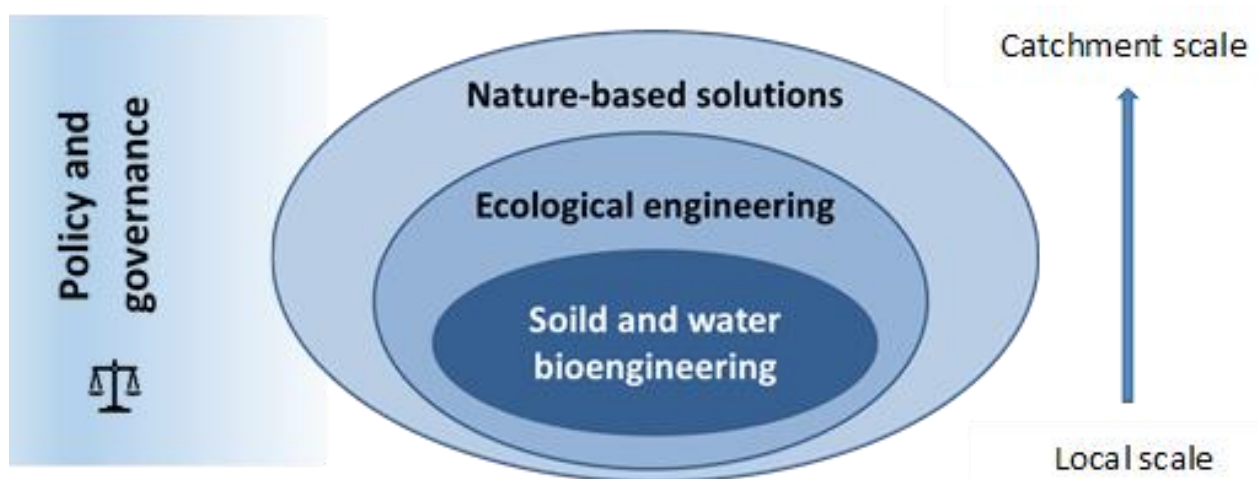 Policy and
governance
Nature-based solutions
Ecological engineering
Soild and water
bioengineering
Catchment scale
Local scale